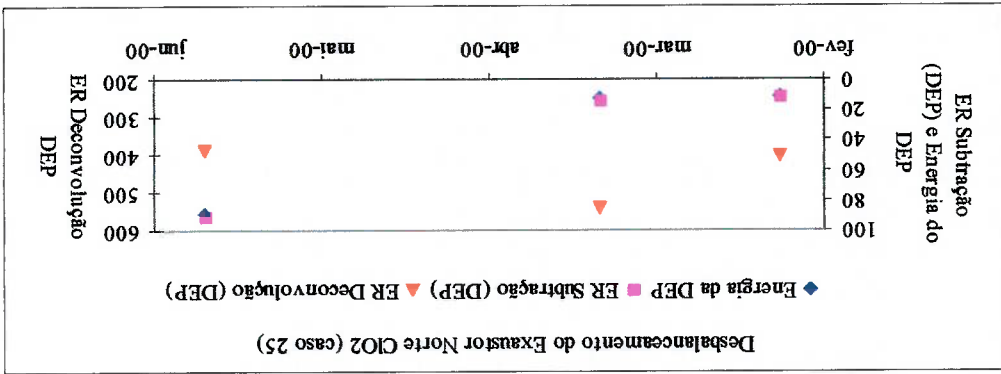 Desbalanceamento do Exaustor Norte ClO2 (caso 25)
Energia da DEP
ER Subtração (DEP)
ER Deconvolução (DEP)
ER Subtração
(DEP) e Energia do
DEP
100
80
60
40
20
0
600
500
400
300
200
ER Deconvolução
DEP
fev-00
mar-00
abr-00
mai-00
jun-00